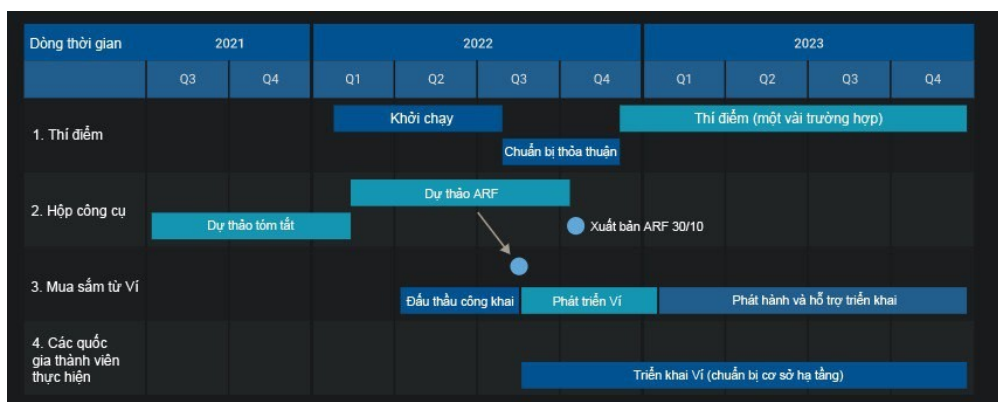 Dòng thời gian 2021 2022 2023
Q3 Q4 Q1 Q2 Q3 Q4 Q1 Q2 Q3 Q4
1. Thí điểm
Khởi chạy
Thí điểm (một vài trường hợp)
Chuẩn bị thỏa thuận
2. Hộp công cụ
Dự thảo ARF
Dự thảo tóm tắt
Xuất bản ARF 30/10
3. Mua sắm từ Ví
Đấu thầu công khai
Phát triển Ví
Phát hành và hỗ trợ triển khai
4. Các quốc
gia thành viên
thực hiện
Triển khai Ví (chuẩn bị cơ sở hạ tầng)